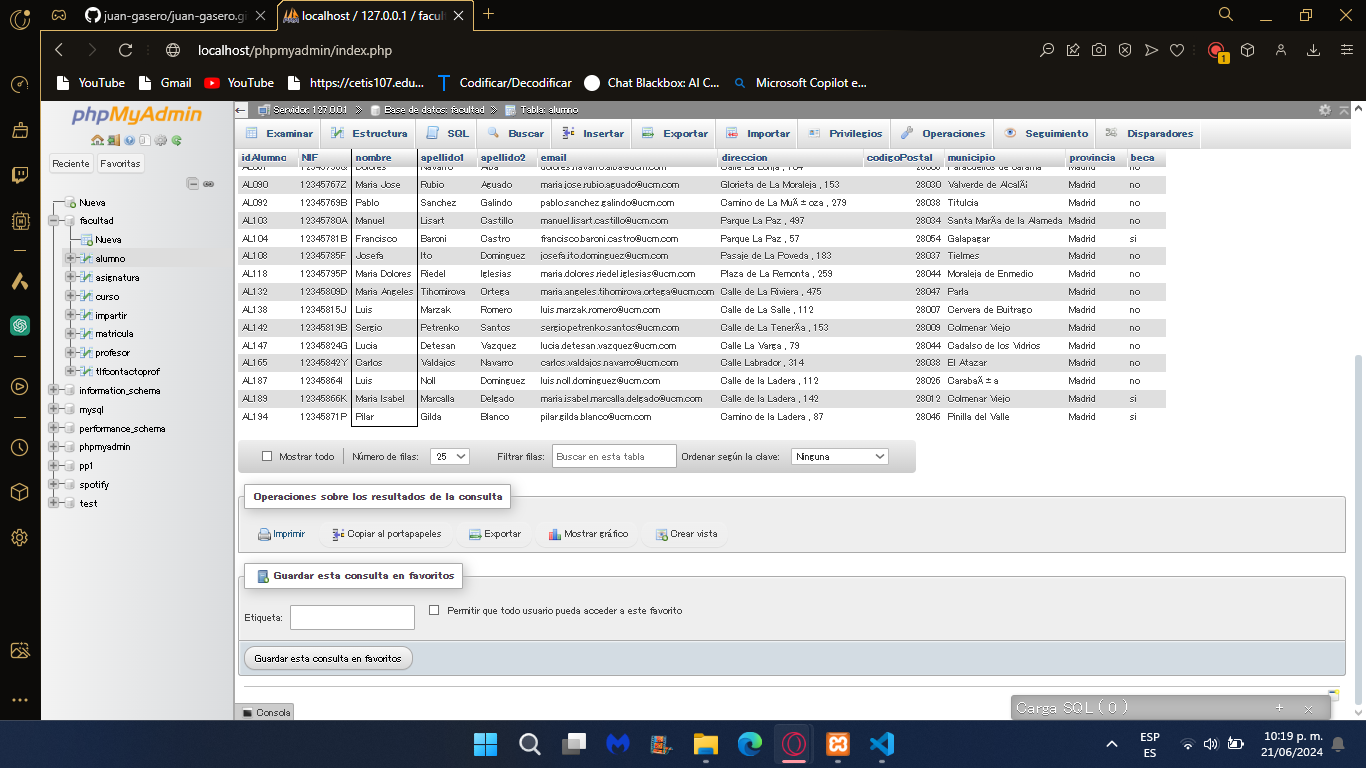 juan-gasero/juan-gasero.gi
localhost / 127.0.0.1 / facul
localhost/phpmyadmin/index.php
1
YouTube
Gmail
YouTube
https://cetis107.edu...
Codificar/Decodificar
Chat Blackbox: AI C...
Microsoft Copilot e...
phpMyAdmin
Reciente Favoritas
Nueva
facultad
Nueva
alumno
asignatura
curso
impartir
matricula
profesor
tlfcontactoprof
information_schema
mysql
performance_schema
phpmyadmin
pp1
spotify
test
Servidor: 127.0.0.1 » Base de datos: facultad » Tabla: alumno
Examinar Estructura SQL Buscar Insertar Exportar Importar Privilegios Operaciones Seguimiento Disparadores
idAlumno NIF nombre apellido1 apellido2 email direccion codigoPostal municipio provincia beca
AL090 12345767Z Maria Jose Rubio Aguado maria.jose.rubio.aguado@ucm.com Glorieta de La Moraleja , 153 28030 Valverde de AlcalÃ¡ Madrid no
AL092 12345769B Pablo Sanchez Galindo pablo.sanchez.galindo@ucm.com Camino de La MuÃ±oza , 279 28038 Titulcia Madrid no
AL103 12345780A Manuel Lisart Castillo manuel.lisart.castillo@ucm.com Parque La Paz , 497 28034 Santa MarÃ­a de la Alameda Madrid no
AL104 12345781B Francisco Baroni Castro francisco.baroni.castro@ucm.com Parque La Paz , 57 28054 Galapagar Madrid si
AL108 12345785F Josefa Ito Dominguez josefa.ito.dominguez@ucm.com Pasaje de La Poveda , 183 28037 Tielmes Madrid no
AL118 12345795P Maria Dolores Riedel Iglesias maria.dolores.riedel.iglesias@ucm.com Plaza de La Remonta , 259 28044 Moraleja de Enmedio Madrid no
AL132 12345809D Maria Angeles Tihomirova Ortega maria.angeles.tihomirova.ortega@ucm.com Calle de La Riviera , 475 28047 Parla Madrid no
AL138 12345815J Luis Marzak Romero luis.marzak.romero@ucm.com Calle de La Salle , 112 28007 Cervera de Buitrago Madrid no
AL142 12345819B Sergio Petrenko Santos sergio.petrenko.santos@ucm.com Calle de La TenerÃ­a , 153 28009 Colmenar Viejo Madrid no
AL147 12345824G Lucia Detesan Vazquez lucia.detesan.vazquez@ucm.com Calle La Varga , 79 28044 Cadalso de los Vidrios Madrid no
AL165 12345842Y Carlos Valdajos Navarro carlos.valdajos.navarro@ucm.com Calle Labrador , 314 28038 El Atazar Madrid no
AL187 12345864I Luis Noll Dominguez luis.noll.dominguez@ucm.com Calle de la Ladera , 112 28026 CarabaÃ±a Madrid no
AL189 12345866K Maria Isabel Marcalla Delgado maria.isabel.marcalla.delgado@ucm.com Calle de la Ladera , 142 28012 Colmenar Viejo Madrid si
AL194 12345871P Pilar Gilda Blanco pilar.gilda.blanco@ucm.com Camino de la Ladera , 87 28046 Pinilla del Valle Madrid si
Mostrar todo Número de filas: 25 Filtrar filas: Buscar en esta tabla Ordenar según la clave: Ninguna
Operaciones sobre los resultados de la consulta
Imprimir Copiar al portapapeles Exportar Mostrar gráfico Crear vista
Guardar esta consulta en favoritos
Etiqueta: Permitir que todo usuario pueda acceder a este favorito
Guardar esta consulta en favoritos
Consola
Carga SQL ( 0 )
ESP
ES
10:19 p. m.
21/06/2024